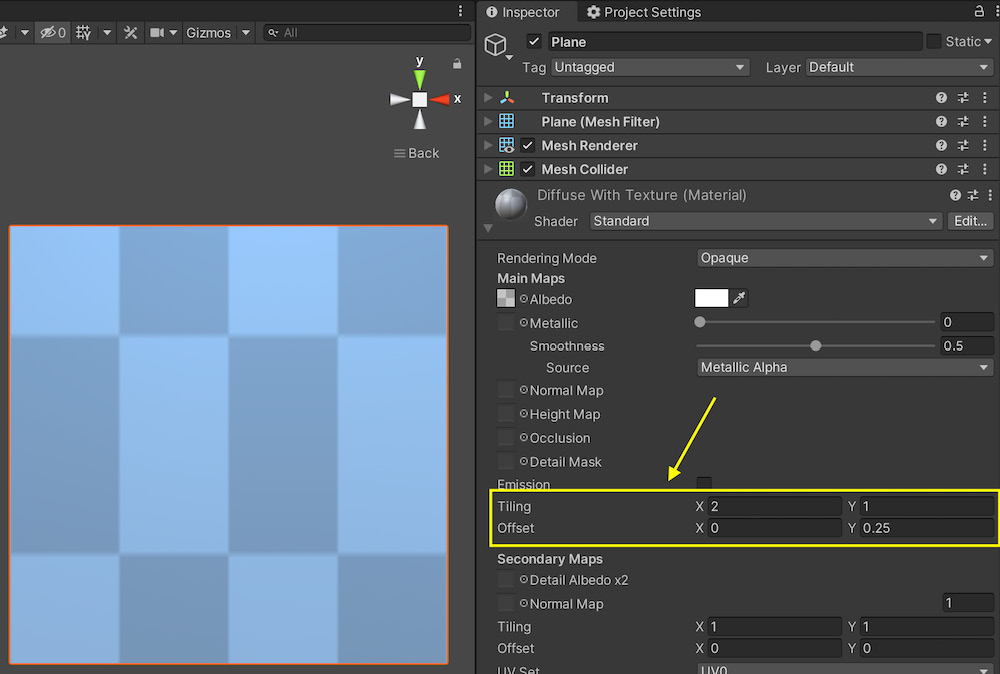 Inspector Project Settings
0 Gizmos All
Plane Static
Tag Untagged Layer Default
y
x
Back
Transform
Plane (Mesh Filter)
Mesh Renderer
Mesh Collider
Diffuse With Texture (Material)
Shader Standard Edit...
Rendering Mode Opaque
Main Maps
Albedo
Metallic 0
Smoothness 0.5
Source Metallic Alpha
Normal Map
Height Map
Occlusion
Detail Mask
Emission
Tiling X 2 Y 1
Offset X 0 Y 0.25
Secondary Maps
Detail Albedo x2
Normal Map 1
Tiling X 1 Y 1
Offset X 0 Y 0
UV Set UV0